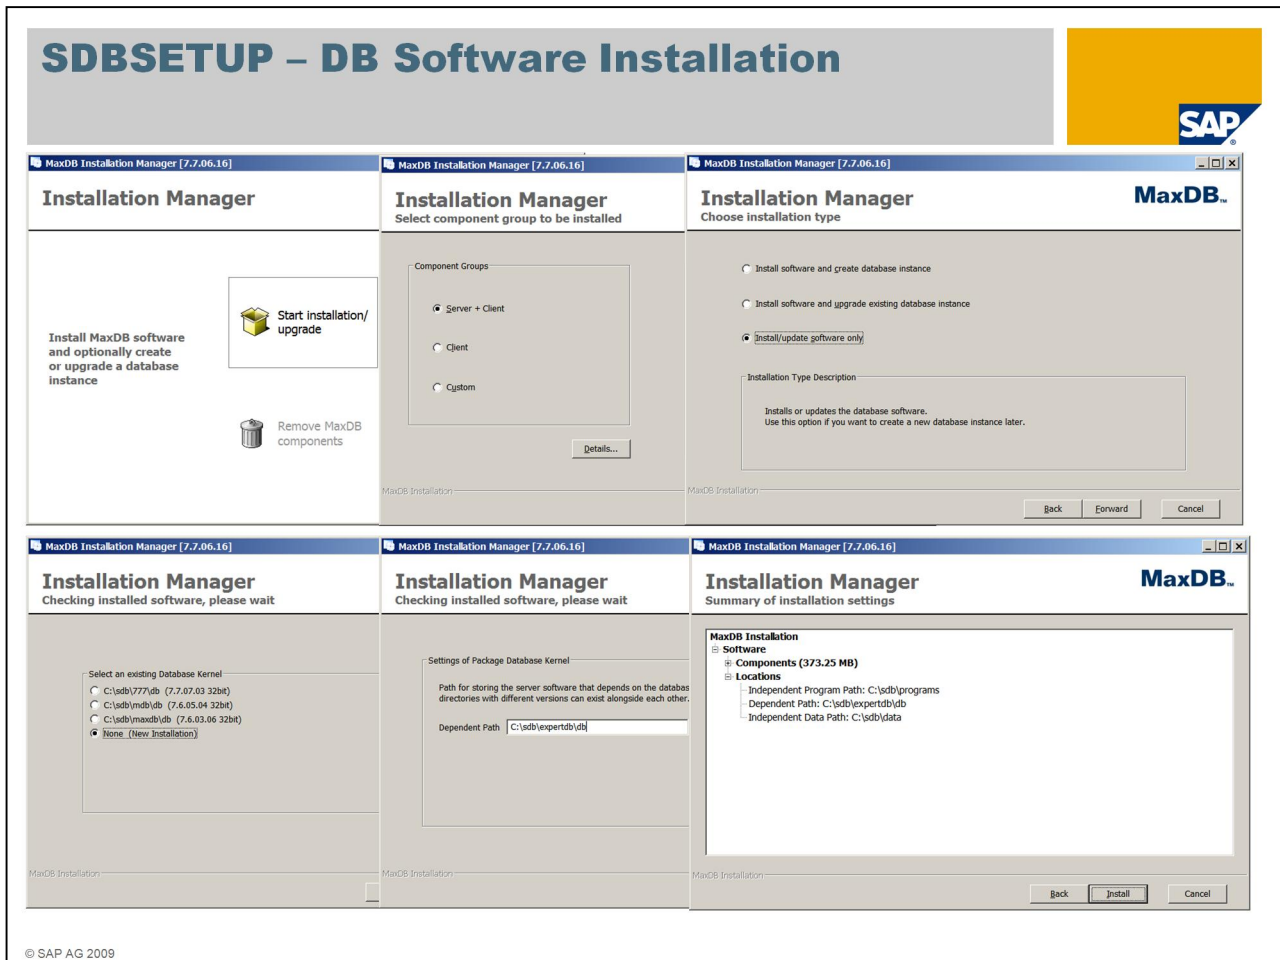 SDBSETUP – DB Software Installation
SAP
MaxDB Installation Manager [7.7.06.16]
Installation Manager
Install MaxDB software
and optionally create
or upgrade a database
instance
Start installation/
upgrade
Remove MaxDB
components
MaxDB Installation Manager [7.7.06.16]
Installation Manager
Select component group to be installed
Component Groups
Server + Client
Client
Custom
Details...
MaxDB Installation
MaxDB Installation Manager [7.7.06.16]
Installation Manager
Choose installation type
MaxDB™
Install software and create database instance
Install software and upgrade existing database instance
Install/update software only
Installation Type Description
Installs or updates the database software.
Use this option if you want to create a new database instance later.
MaxDB Installation
Back Forward Cancel
MaxDB Installation Manager [7.7.06.16]
Installation Manager
Checking installed software, please wait
Select an existing Database Kernel
C:\sdb\777\db (7.7.07.03 32bit)
C:\sdb\mdb\db (7.6.05.04 32bit)
C:\sdb\maxdb\db (7.6.03.06 32bit)
None (New Installation)
MaxDB Installation
MaxDB Installation Manager [7.7.06.16]
Installation Manager
Checking installed software, please wait
Settings of Package Database Kernel
Path for storing the server software that depends on the databas
directories with different versions can exist alongside each other.
Dependent Path C:\sdb\expertdb\db
MaxDB Installation
MaxDB Installation Manager [7.7.06.16]
Installation Manager
Summary of installation settings
MaxDB™
MaxDB Installation
Software
Components (373.25 MB)
Locations
Independent Program Path: C:\sdb\programs
Dependent Path: C:\sdb\expertdb\db
Independent Data Path: C:\sdb\data
MaxDB Installation
Back Install Cancel
© SAP AG 2009